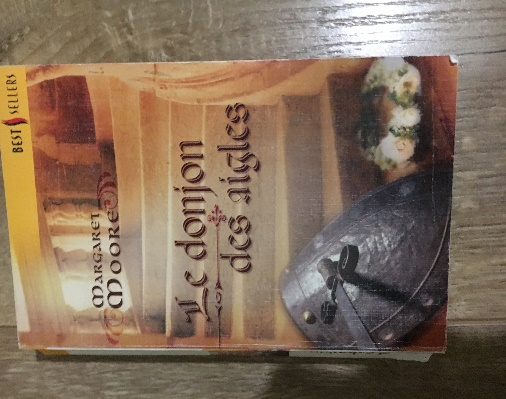 BEST SELLERS
MARGARET
MOORE
Le donjon
des aigles